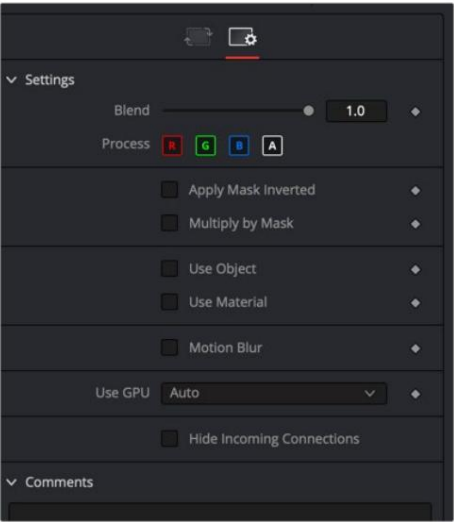 Settings
Blend 1.0
Process R G B A
Apply Mask Inverted
Multiply by Mask
Use Object
Use Material
Motion Blur
Use GPU Auto
Hide Incoming Connections
Comments